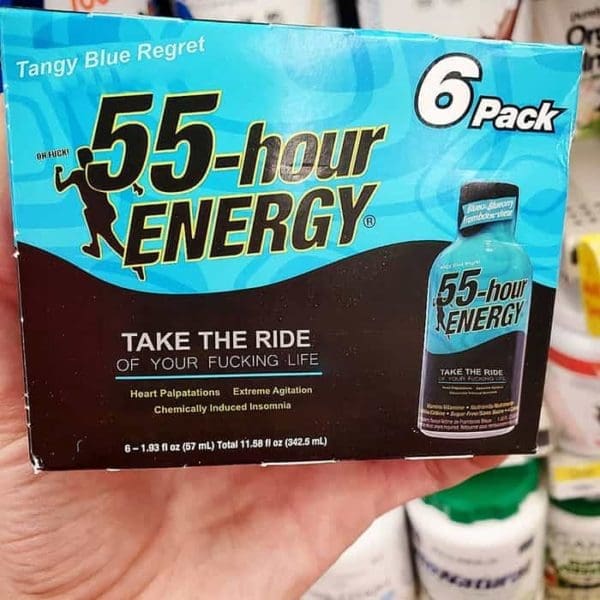 Tangy Blue Regret
6 Pack
OH FUCK!
55-hour
ENERGY®
TAKE THE RIDE
OF YOUR FUCKING LIFE
Heart Palpatations Extreme Agitation
Chemically Induced Insomnia
6 – 1.93 fl oz (57 mL) Total 11.58 fl oz (342.5 mL)
55-hour
ENERGY
TAKE THE RIDE
OF YOUR FUCKING LIFE
Heart Palpatations